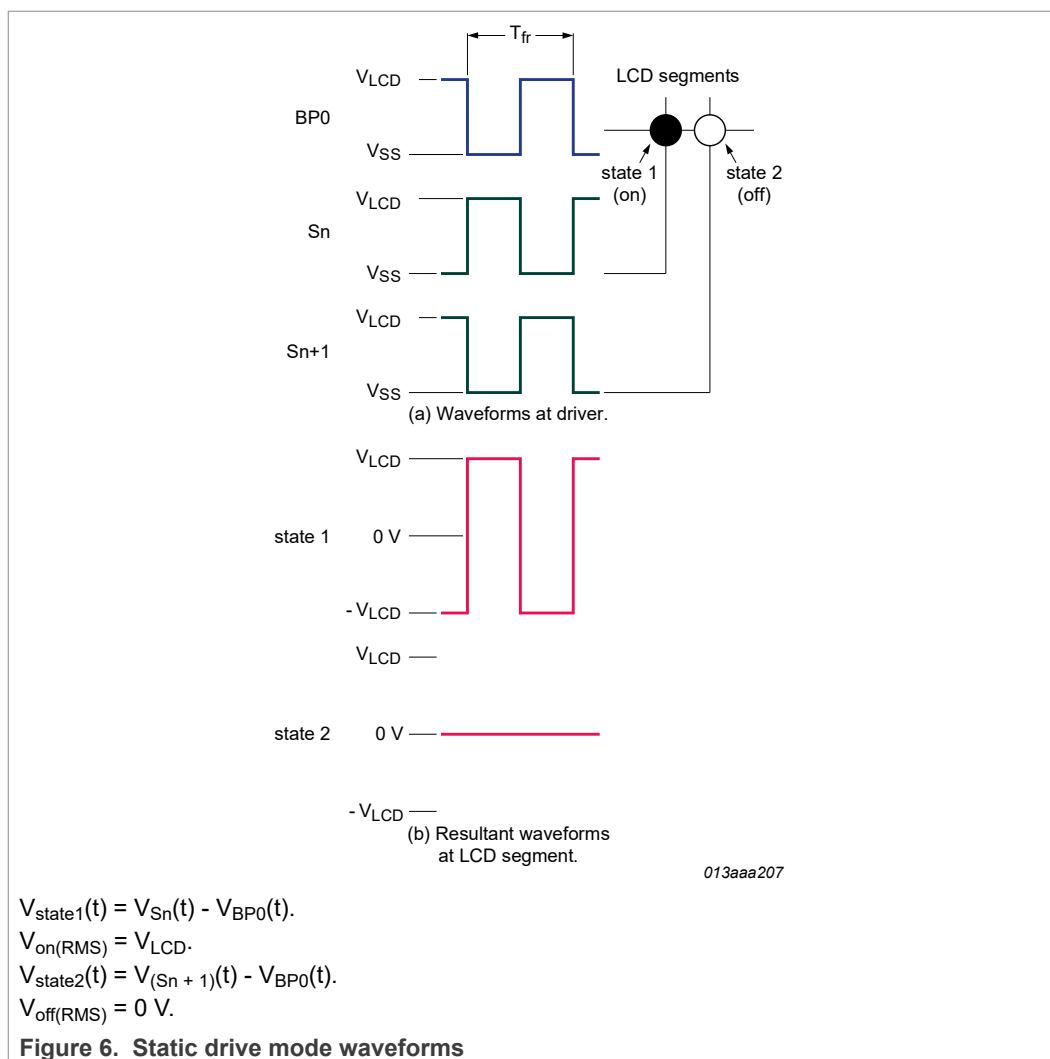 T_fr
V_LCD
LCD segments
BP0
V_SS
state 1
(on)
state 2
(off)
V_LCD
Sn
V_SS
V_LCD
Sn+1
V_SS
(a) Waveforms at driver.
V_LCD
state 1
0 V
- V_LCD
V_LCD
state 2
0 V
- V_LCD
(b) Resultant waveforms
at LCD segment.
013aaa207
V_state1(t) = V_Sn(t) - V_BP0(t).
V_on(RMS) = V_LCD.
V_state2(t) = V_(Sn + 1)(t) - V_BP0(t).
V_off(RMS) = 0 V.
Figure 6. Static drive mode waveforms